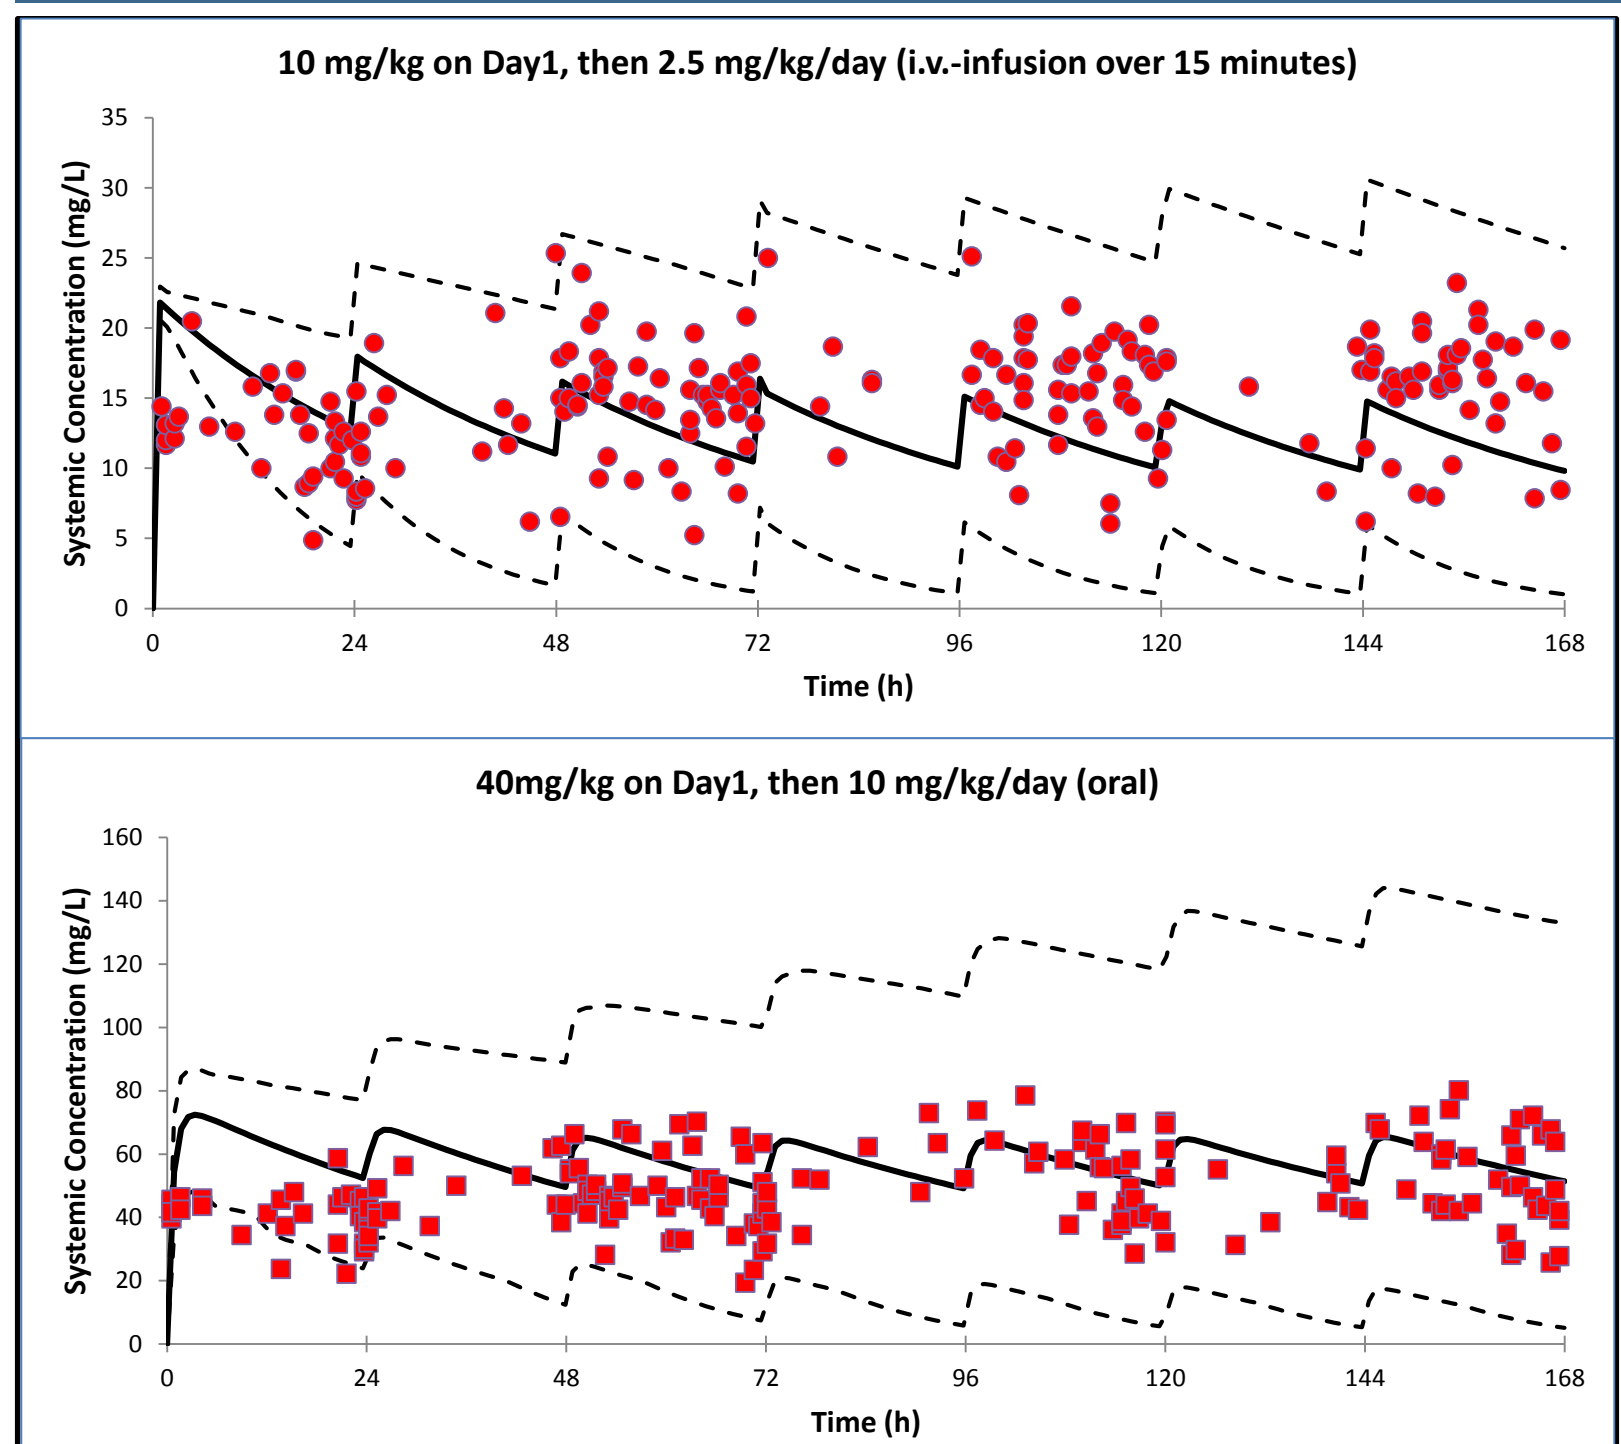 10 mg/kg on Day1, then 2.5 mg/kg/day (i.v.-infusion over 15 minutes)
35
30
25
20
15
10
5
0
Systemic Concentration (mg/L)
0 24 48 72 96 120 144 168
Time (h)
40mg/kg on Day1, then 10 mg/kg/day (oral)
160
140
120
100
80
60
40
20
0
Systemic Concentration (mg/L)
0 24 48 72 96 120 144 168
Time (h)